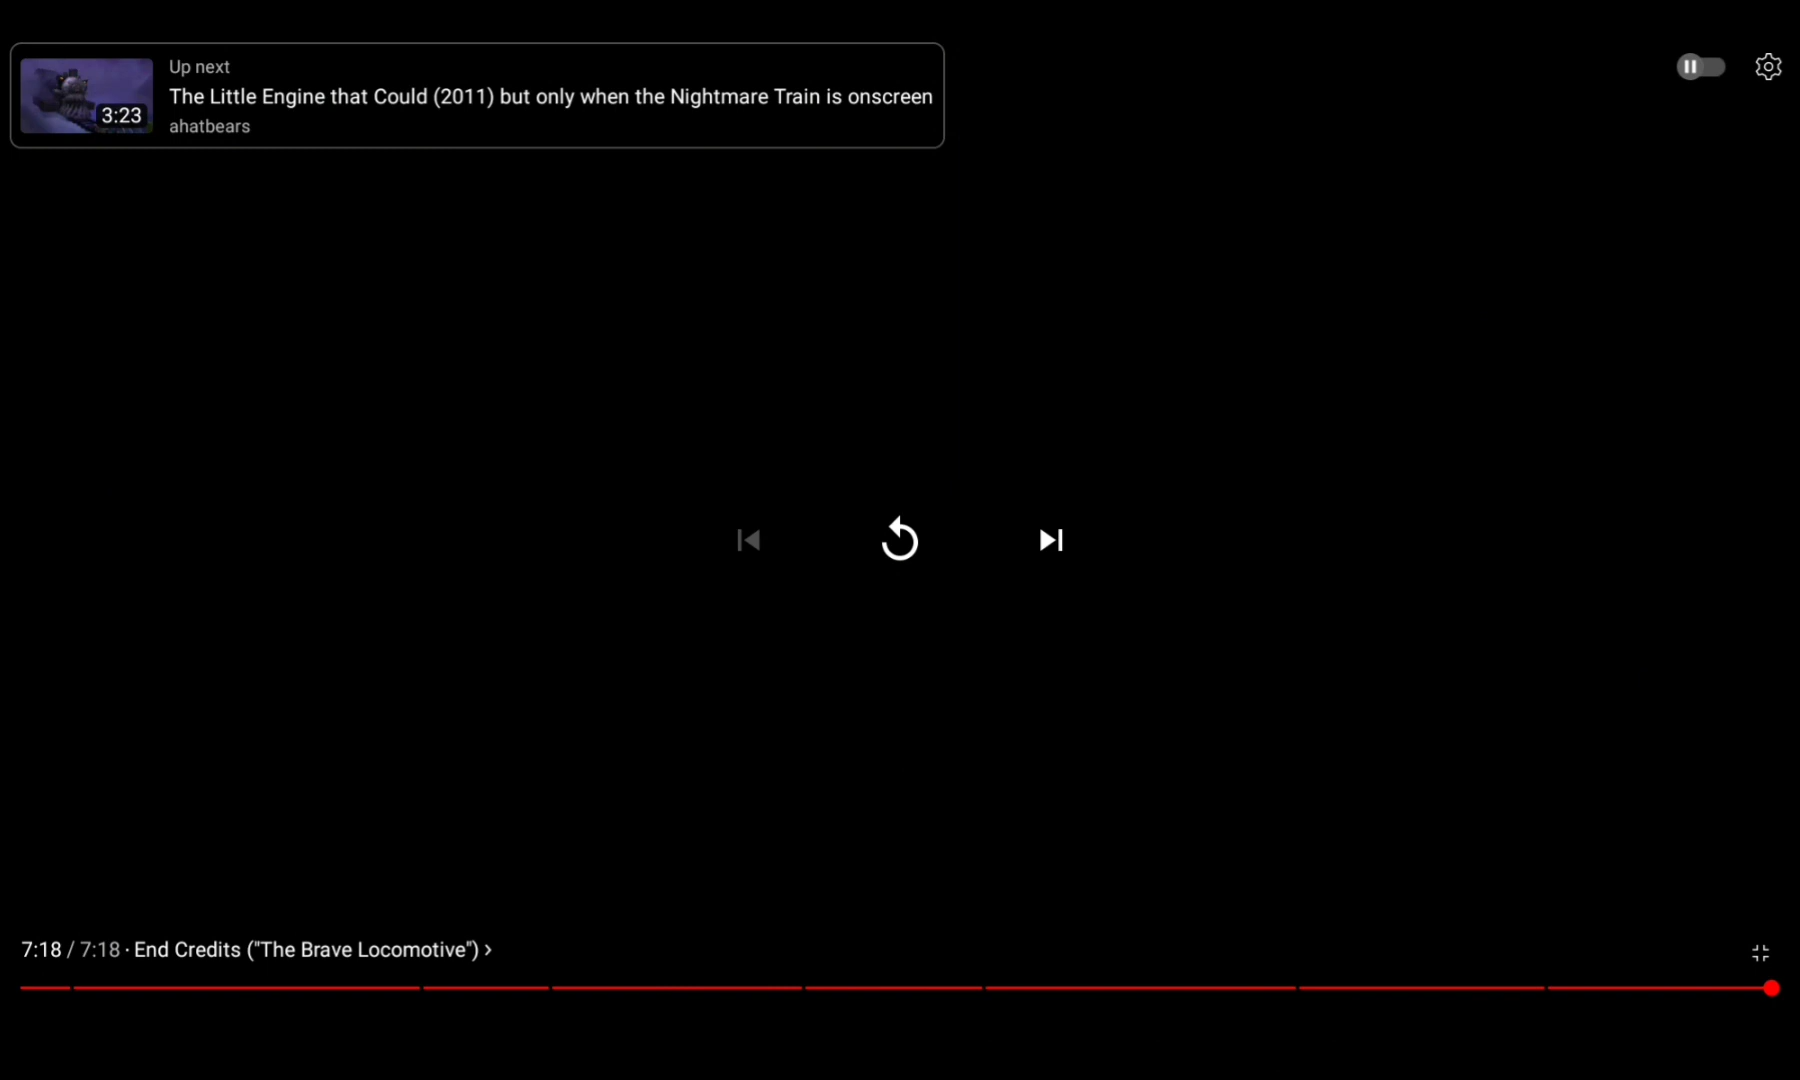 Up next
3:23
The Little Engine that Could (2011) but only when the Nightmare Train is onscreen
ahatbears
7:18 / 7:18 · End Credits ("The Brave Locomotive") ›